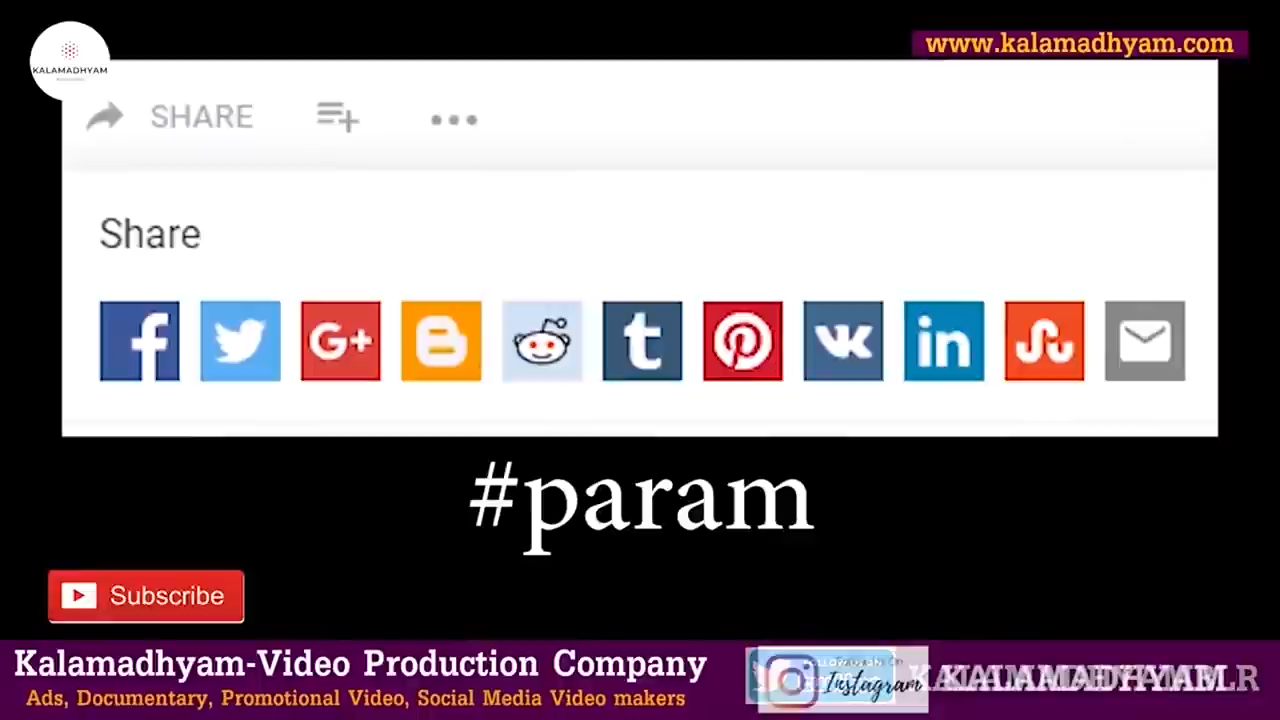 KALAMADHYAM
www.kalamadhyam.com
SHARE
Share
#param
Subscribe
Kalamadhyam-Video Production Company
Ads, Documentary, Promotional Video, Social Media Video makers
Instagram
KALAMADHYAM